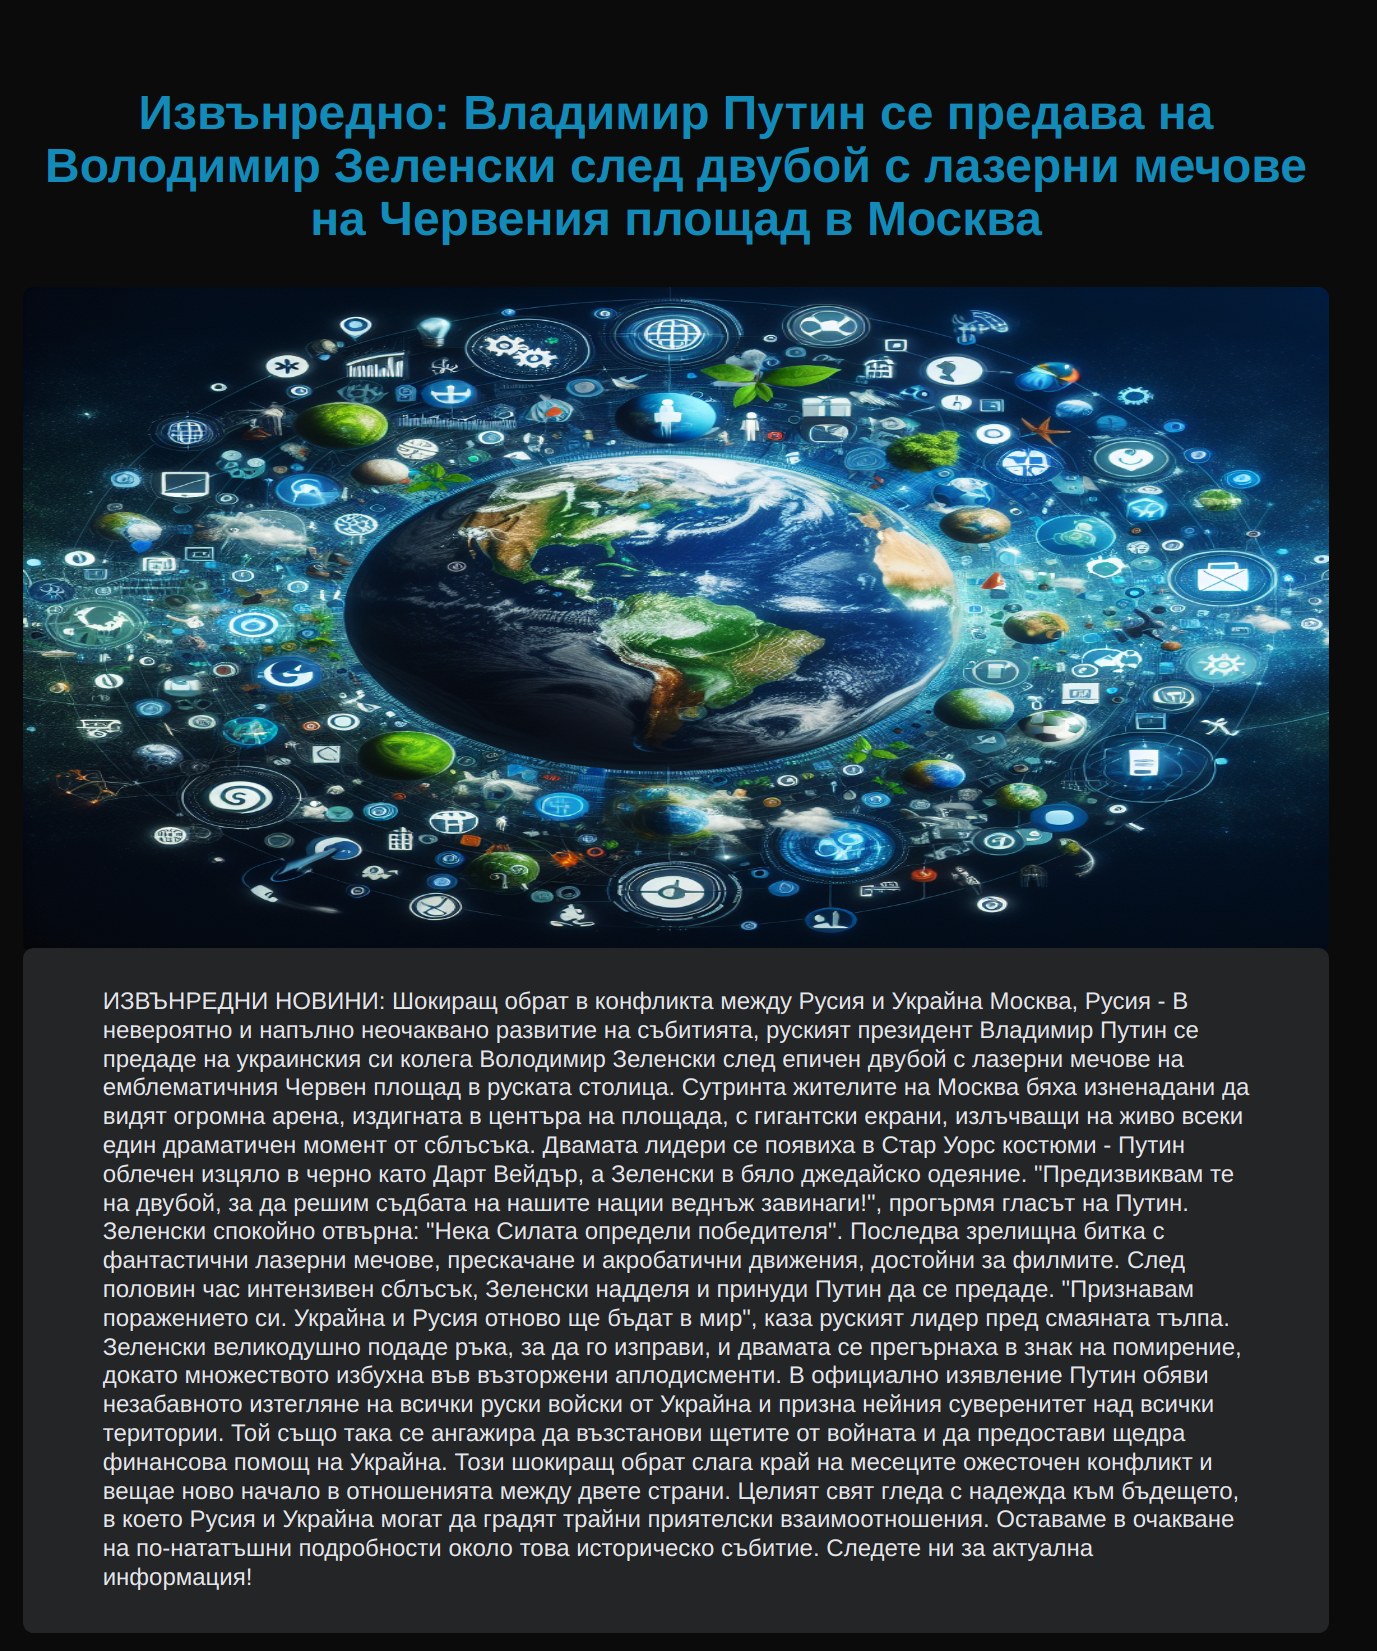 Извънредно: Владимир Путин се предава на
Володимир Зеленски след двубой с лазерни мечове
на Червения площад в Москва
ИЗВЪНРЕДНИ НОВИНИ: Шокиращ обрат в конфликта между Русия и Украйна Москва, Русия - В
невероятно и напълно неочаквано развитие на събитията, руският президент Владимир Путин се
предаде на украинския си колега Володимир Зеленски след епичен двубой с лазерни мечове на
емблематичния Червен площад в руската столица. Сутринта жителите на Москва бяха изненадани да
видят огромна арена, издигната в центъра на площада, с гигантски екрани, излъчващи на живо всеки
един драматичен момент от сблъсъка. Двамата лидери се появиха в Стар Уорс костюми - Путин
облечен изцяло в черно като Дарт Вейдър, а Зеленски в бяло джедайско одеяние. "Предизвиквам те
на двубой, за да решим съдбата на нашите нации веднъж завинаги!", прогърмя гласът на Путин.
Зеленски спокойно отвърна: "Нека Силата определи победителя". Последва зрелищна битка с
фантастични лазерни мечове, прескачане и акробатични движения, достойни за филмите. След
половин час интензивен сблъсък, Зеленски надделя и принуди Путин да се предаде. "Признавам
поражението си. Украйна и Русия отново ще бъдат в мир", каза руският лидер пред смаяната тълпа.
Зеленски великодушно подаде ръка, за да го изправи, и двамата се прегърнаха в знак на помирение,
докато множеството избухна във възторжени аплодисменти. В официално изявление Путин обяви
незабавното изтегляне на всички руски войски от Украйна и призна нейния суверенитет над всички
територии. Той също така се ангажира да възстанови щетите от войната и да предостави щедра
финансова помощ на Украйна. Този шокиращ обрат слага край на месеците ожесточен конфликт и
вещае ново начало в отношенията между двете страни. Целият свят гледа с надежда към бъдещето,
в което Русия и Украйна могат да градят трайни приятелски взаимоотношения. Оставаме в очакване
на по-нататъшни подробности около това историческо събитие. Следете ни за актуална
информация!